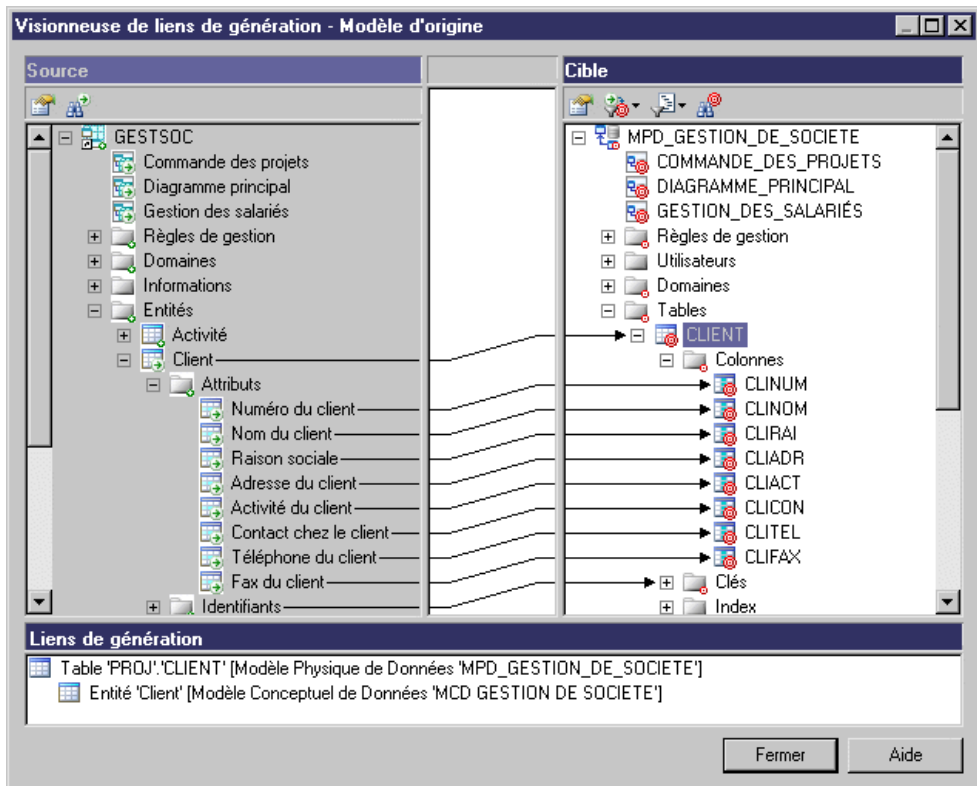 Visionneuse de liens de génération - Modèle d'origine
Source
GESTSOC
Commande des projets
Diagramme principal
Gestion des salariés
Règles de gestion
Domaines
Informations
Entités
Activité
Client
Attributs
Numéro du client
Nom du client
Raison sociale
Adresse du client
Activité du client
Contact chez le client
Téléphone du client
Fax du client
Identifiants
Cible
MPD_GESTION_DE_SOCIETE
COMMANDE_DES_PROJETS
DIAGRAMME_PRINCIPAL
GESTION_DES_SALARIÉS
Règles de gestion
Utilisateurs
Domaines
Tables
CLIENT
Colonnes
CLINUM
CLINOM
CLIRAI
CLIADR
CLIACT
CLICON
CLITEL
CLIFAX
Clés
Index
Liens de génération
Table 'PROJ'.'CLIENT' [Modèle Physique de Données 'MPD_GESTION_DE_SOCIETE']
Entité 'Client' [Modèle Conceptuel de Données 'MCD GESTION DE SOCIETE']
Fermer
Aide